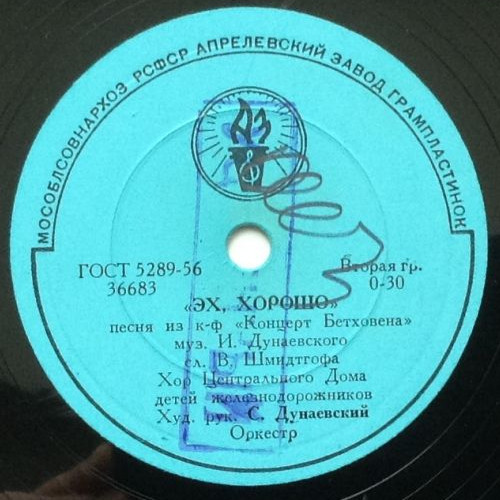 МОСОБЛСОВНАРХОЗ РСФСР АПРЕЛЕВСКИЙ ЗАВОД ГРАМПЛАСТИНОК
АЗ
ГОСТ 5289-56
36683
Вторая гр.
0-30
«ЭХ, ХОРОШО»
песня из к-ф «Концерт Бетховена»
муз. И. Дунаевского
сл. В. Шмидтгофа
Хор Центрального Дома
детей железнодорожников
Худ. рук. С. Дунаевский
Оркестр